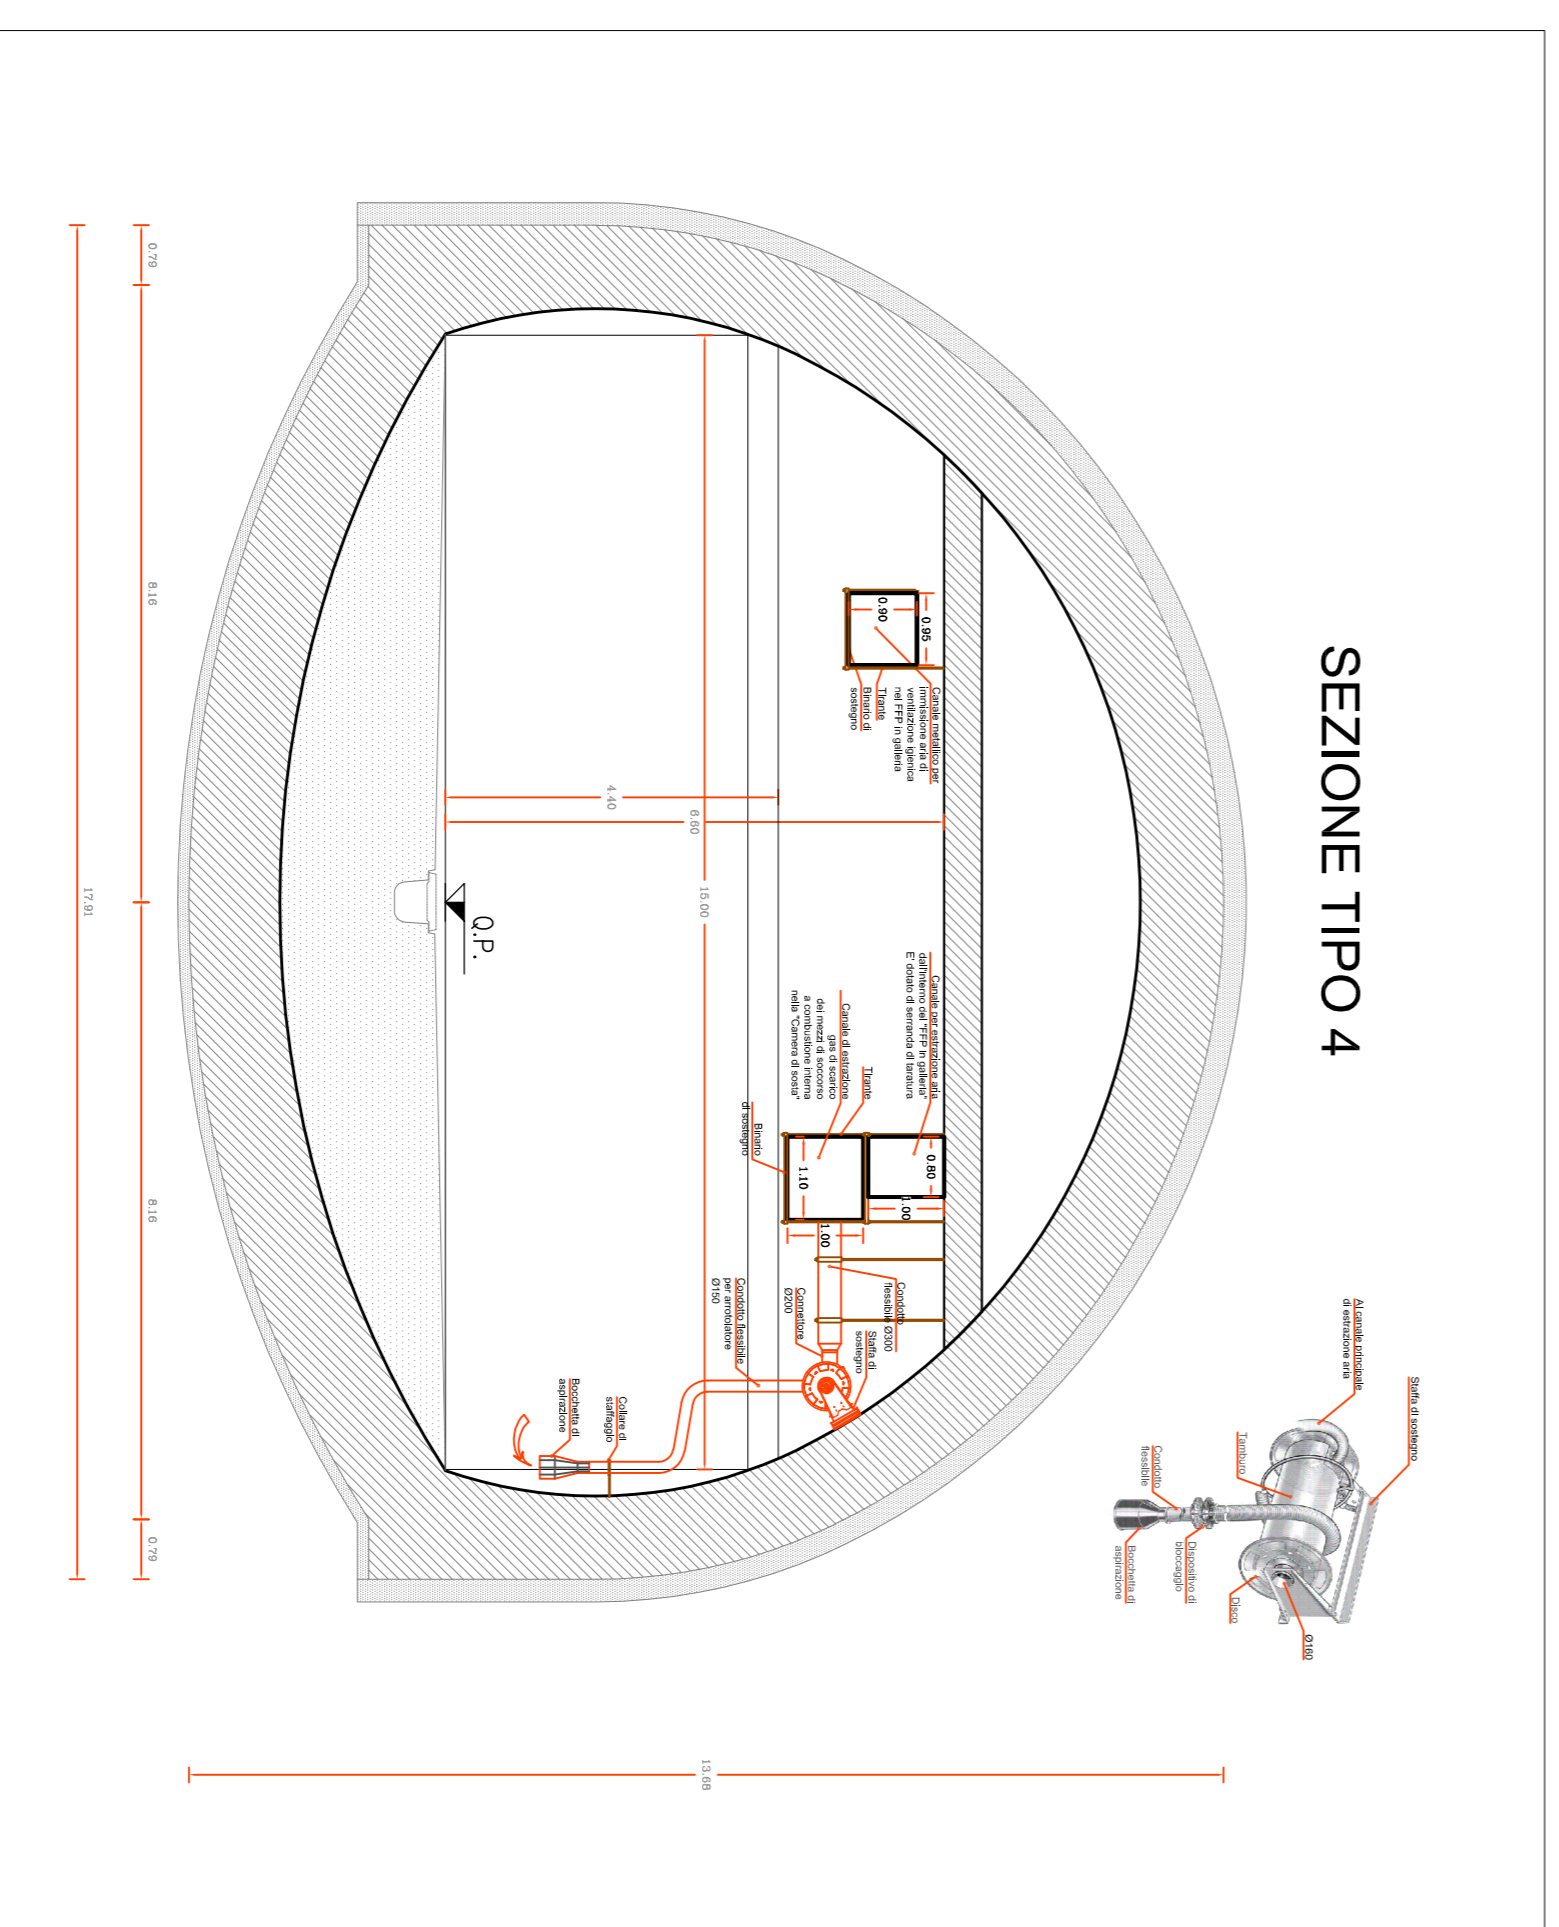 SEZIONE TIPO 4
Staffa di sostegno
Al canale principale
di estrazione aria
Tamburo
Ø160
Disco
Condotto
flessibile
Dispositivo di
bloccaggio
Bocchetta di
aspirazione
0.95
0.90
Canale metallico per
immissione aria di
ventilazione igienica
nel FFP in galleria
Tirante
Binario di
sostegno
Canale per estrazione aria
dall'interno del "FFP in galleria"
E' dotato di serranda di taratura
0.80
1.00
Tirante
Canale di estrazione
gas di scarico
dei mezzi di soccorso
a combustione interna
nella "Camera di sosta"
1.10
1.00
Binario
di sostegno
Condotto
flessibile Ø300
Staffa di
sostegno
Connettore
Ø200
Condotto flessibile
per arrotolatore
Ø150
Collare di
staffaggio
Bocchetta di
aspirazione
6.60
4.40
15.00
13.68
Q.P.
0.79
8.16
8.16
0.79
17.91